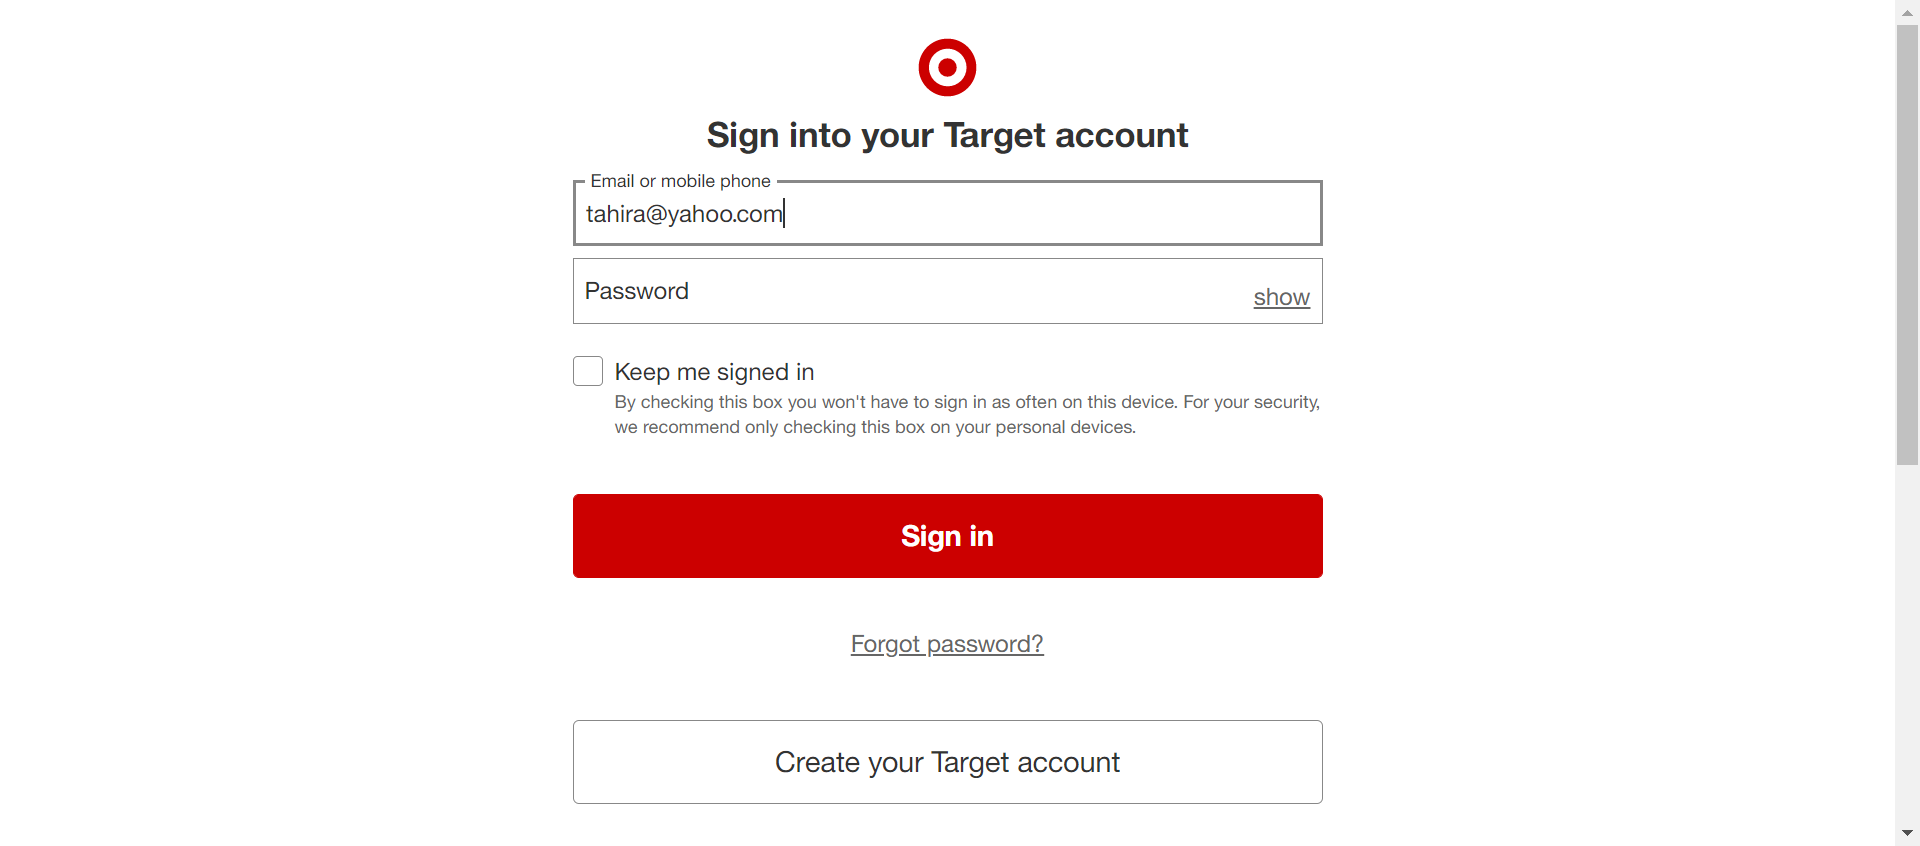 Sign into your Target account
Email or mobile phone
tahira@yahoo.com
Password
show
Keep me signed in
By checking this box you won't have to sign in as often on this device. For your security,
we recommend only checking this box on your personal devices.
Sign in
Forgot password?
Create your Target account